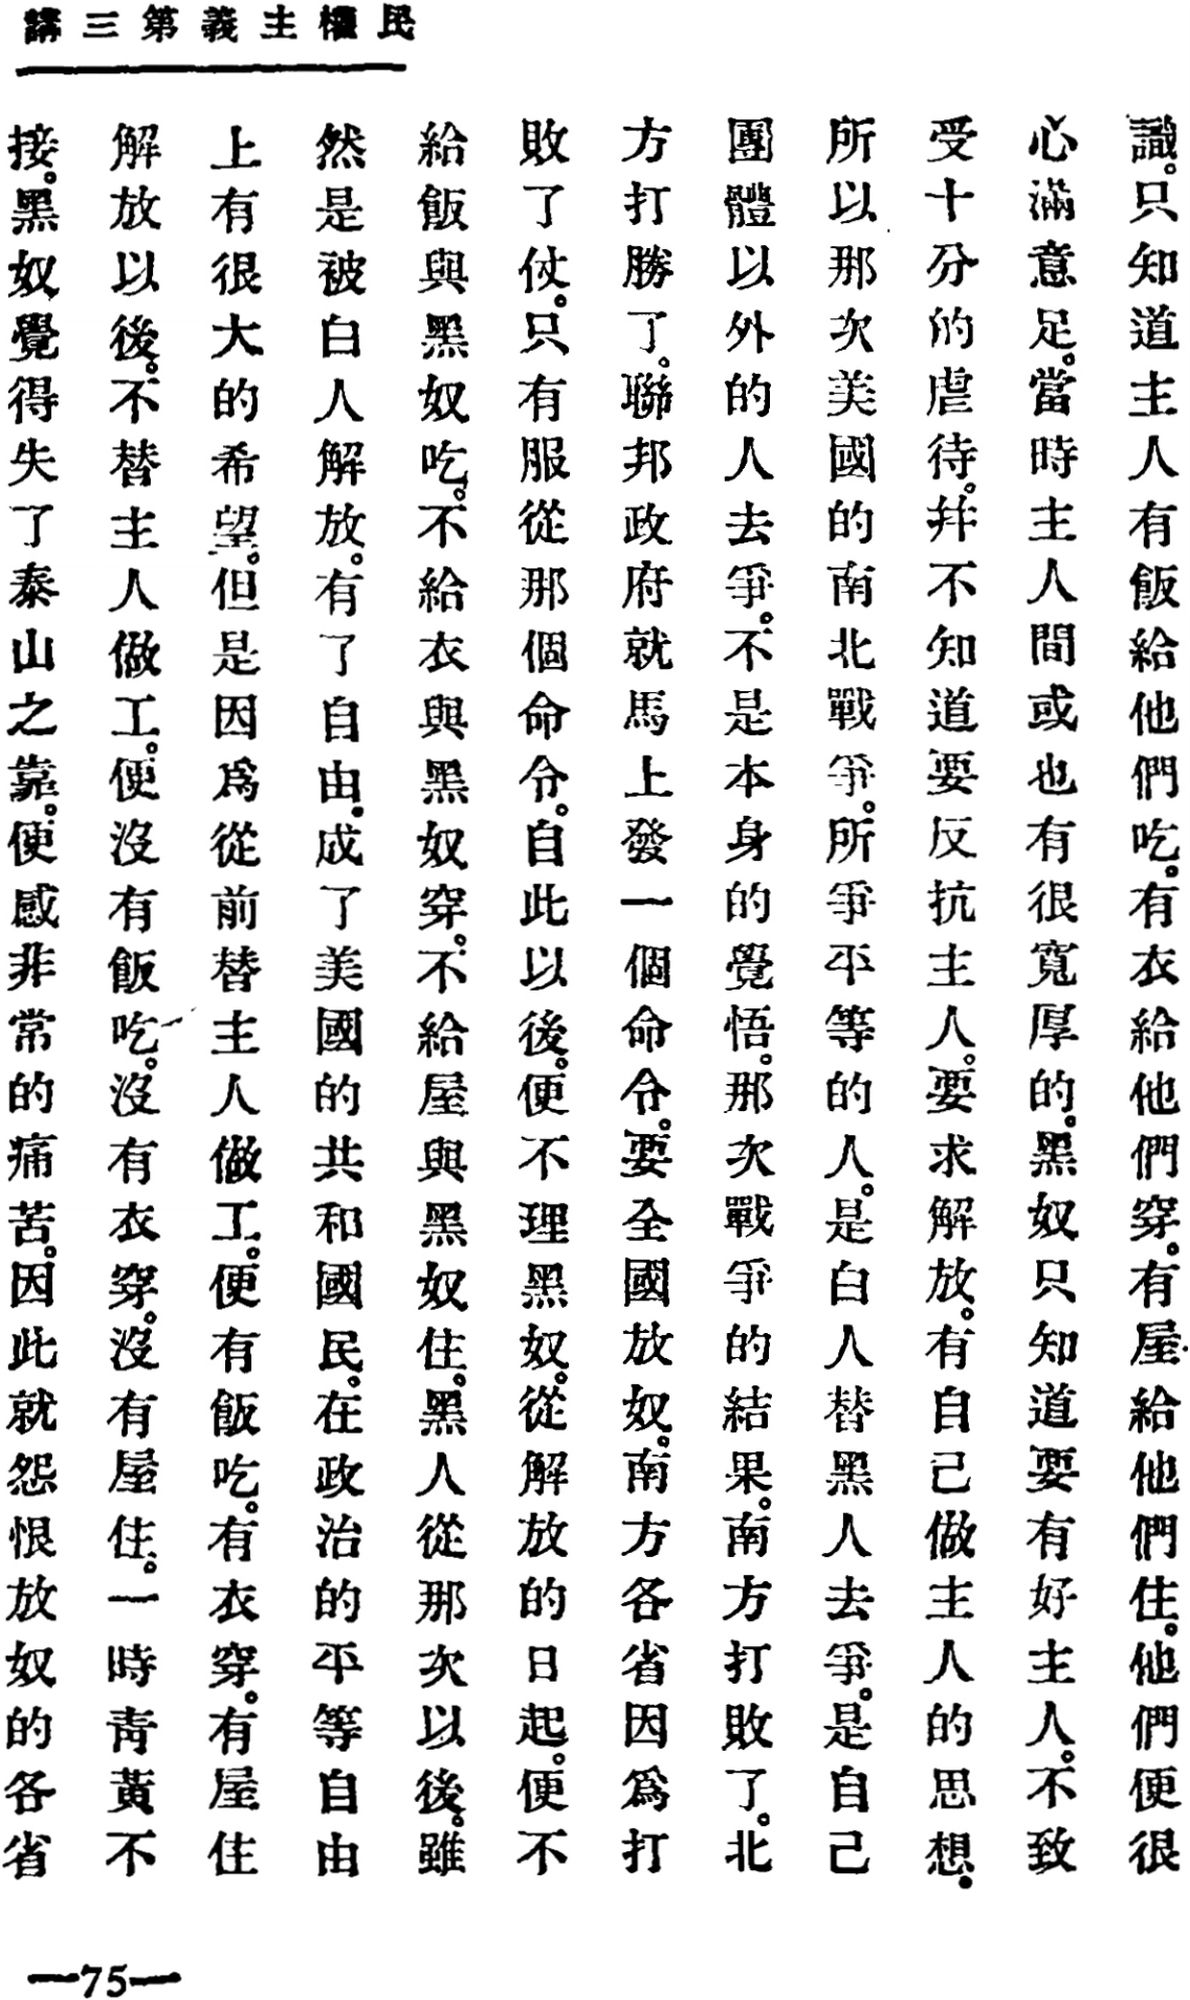 民權主義第三講
識。只知道主人有飯給他們吃。有衣給他們穿。有屋給他們住。他們便很
心滿意足。當時主人間或也有很寬厚的。黑奴只知道要有好主人。不致
受十分的虐待。并不知道要反抗主人。要求解放。有自己做主人的思想。
所以那次美國的南北戰爭。所爭平等的人。是白人替黑人去爭。是自己
團體以外的人去爭。不是本身的覺悟。那次戰爭的結果。南方打敗了。北
方打勝了。聯邦政府就馬上發一個命令。要全國放奴。南方各省因爲打
敗了仗。只有服從那個命令。自此以後。便不理黑奴。從解放的日起。便不
給飯與黑奴吃。不給衣與黑奴穿。不給屋與黑奴住。黑人從那次以後。雖
然是被白人解放。有了自由。成了美國的共和國民。在政治的平等自由
上有很大的希望。但是因爲從前替主人做工。便有飯吃。有衣穿。有屋住
解放以後。不替主人做工。便沒有飯吃。沒有衣穿。沒有屋住。一時靑黃不
接。黑奴覺得失了泰山之靠。便感非常的痛苦。因此就怨恨放奴的各省
—75—